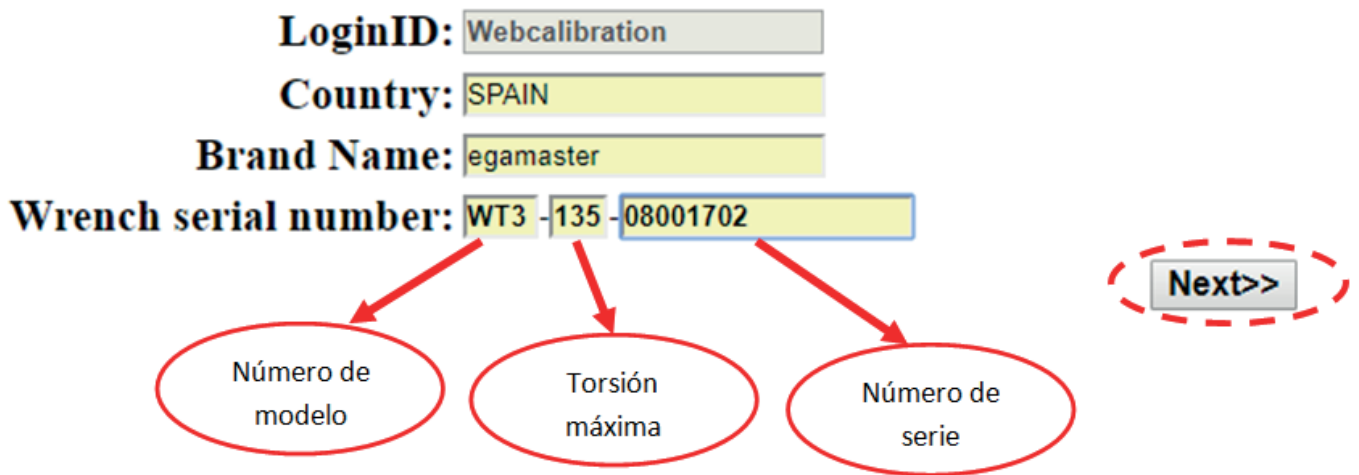 LoginID: Webcalibration
Country: SPAIN
Brand Name: egamaster
Wrench serial number: WT3 - 135 - 08001702
Next>>
Número de
modelo
Torsión
máxima
Número de
serie